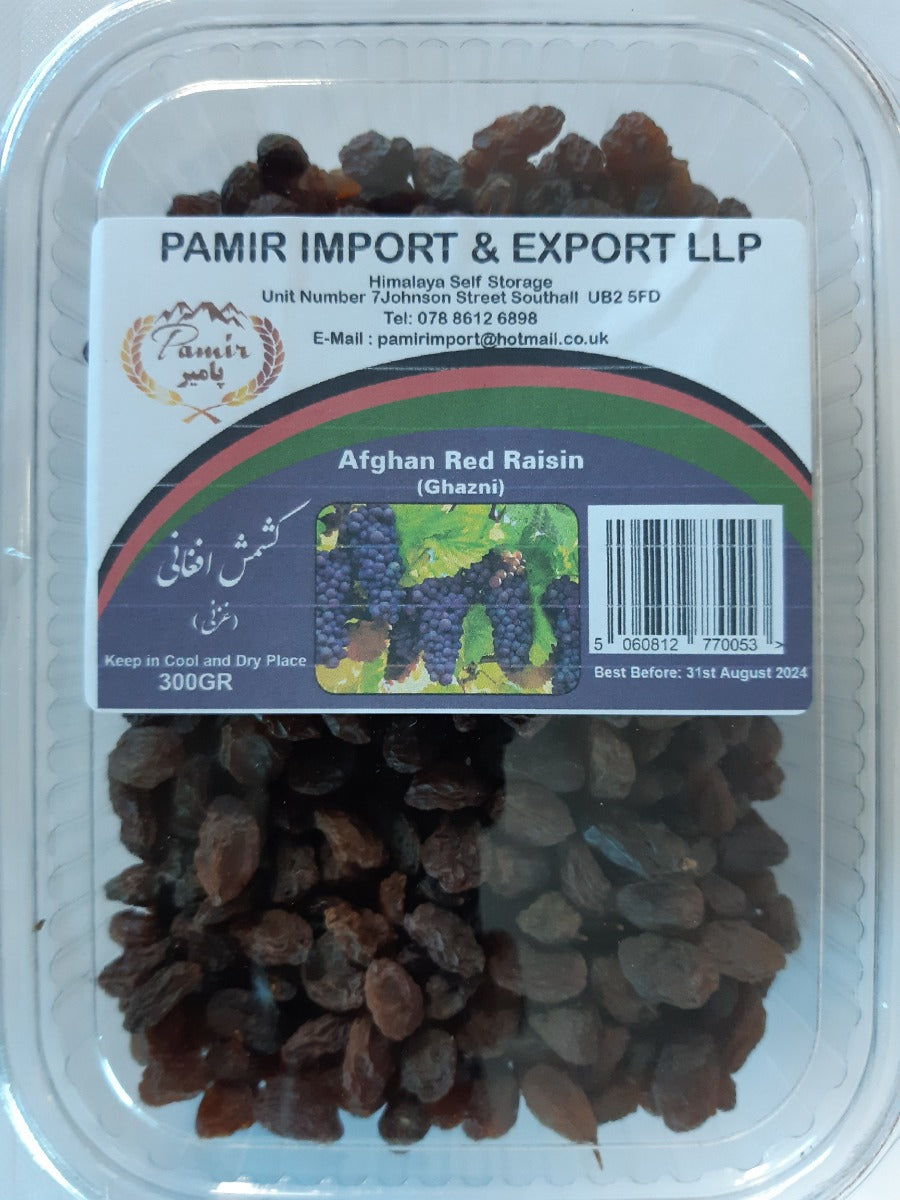 PAMIR IMPORT & EXPORT LLP
Himalaya Self Storage
Unit Number 7Johnson Street Southall UB2 5FD
Tel: 078 8612 6898
E-Mail : pamirimport@hotmail.co.uk
Pamir
پامیر
Afghan Red Raisin
(Ghazni)
کشمش افغانی
(غزنی)
Keep in Cool and Dry Place
300GR
5 060812 770053 >
Best Before: 31st August 2024